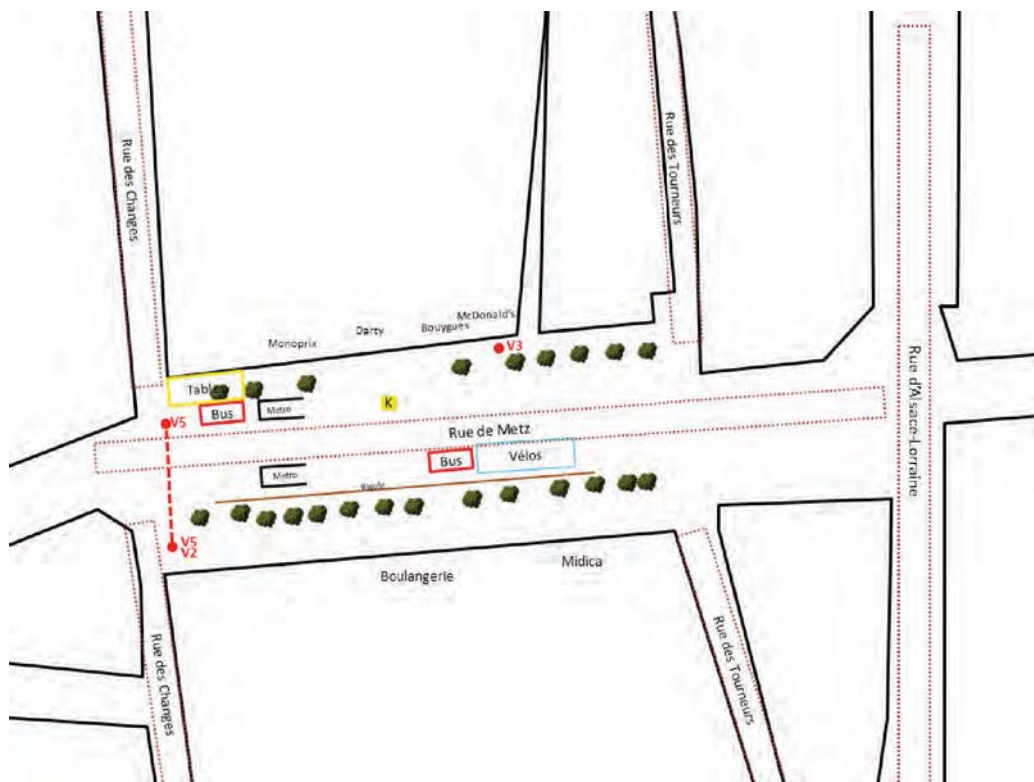 Rue des Changes
Rue des Tourneurs
McDonald's
Bouygues
Darty
Monoprix
V3
Table
K
Bus
Metro
V5
Rue de Metz
Rue d'Alsace-Lorraine
Bus
Vélos
Metro
Rigole
V5
V2
Midica
Boulangerie
Rue des Changes
Rue des Tourneurs